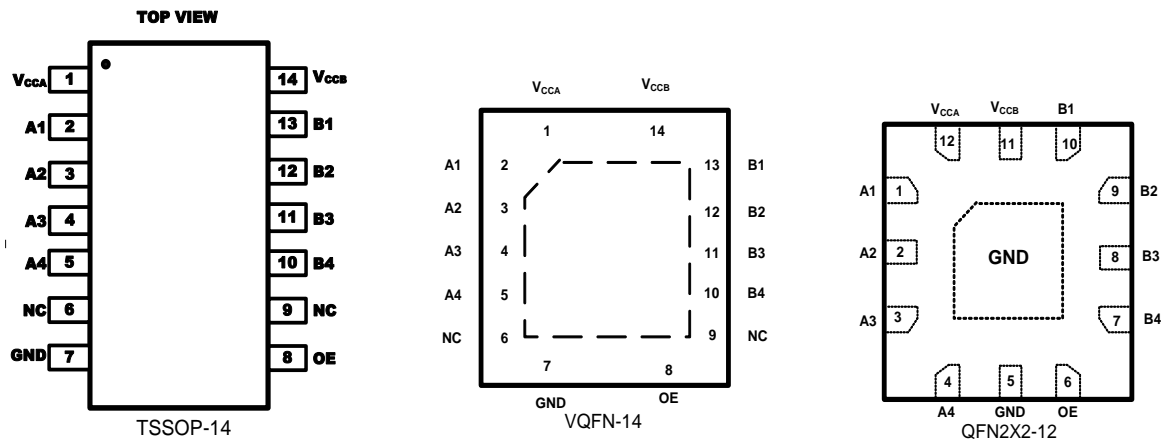 TOP VIEW
VCCA 1 14 VCCB
A1 2 13 B1
A2 3 12 B2
A3 4 11 B3
A4 5 10 B4
NC 6 9 NC
GND 7 8 OE
TSSOP-14
VCCA VCCB
1 14
A1 2 13 B1
A2 3 12 B2
A3 4 11 B3
A4 5 10 B4
NC 6 9 NC
7 8
GND OE
VQFN-14
VCCA VCCB B1
12 11 10
A1 1 9 B2
A2 2 GND 8 B3
A3 3 7 B4
4 5 6
A4 GND OE
QFN2X2-12